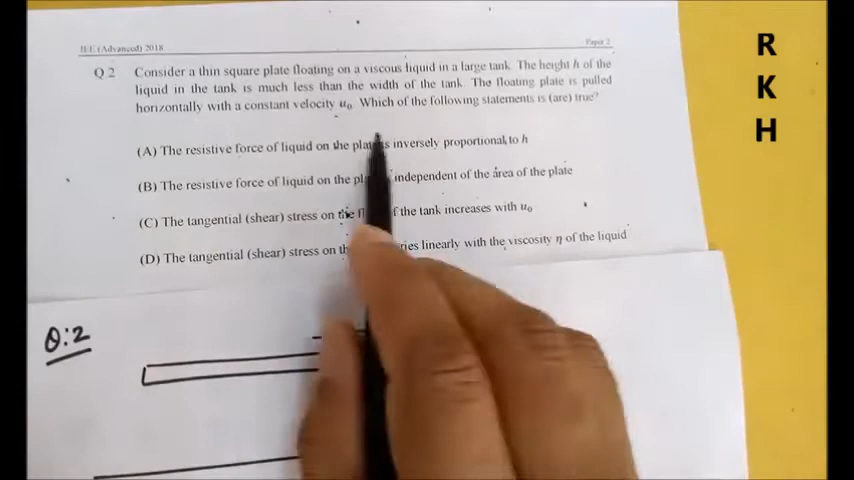 JEE (Advanced) 2018
Paper 2
Q 2 Consider a thin square plate floating on a viscous liquid in a large tank. The height h of the
liquid in the tank is much less than the width of the tank. The floating plate is pulled
horizontally with a constant velocity u0. Which of the following statements is (are) true?
(A) The resistive force of liquid on the plate is inversely proportional to h
(B) The resistive force of liquid on the independent of the area of the plate
(C) The tangential (shear) stress on the of the tank increases with u0
(D) The tangential (shear) stress on the linearly with the viscosity η of the liquid
Q:2
R
K
H